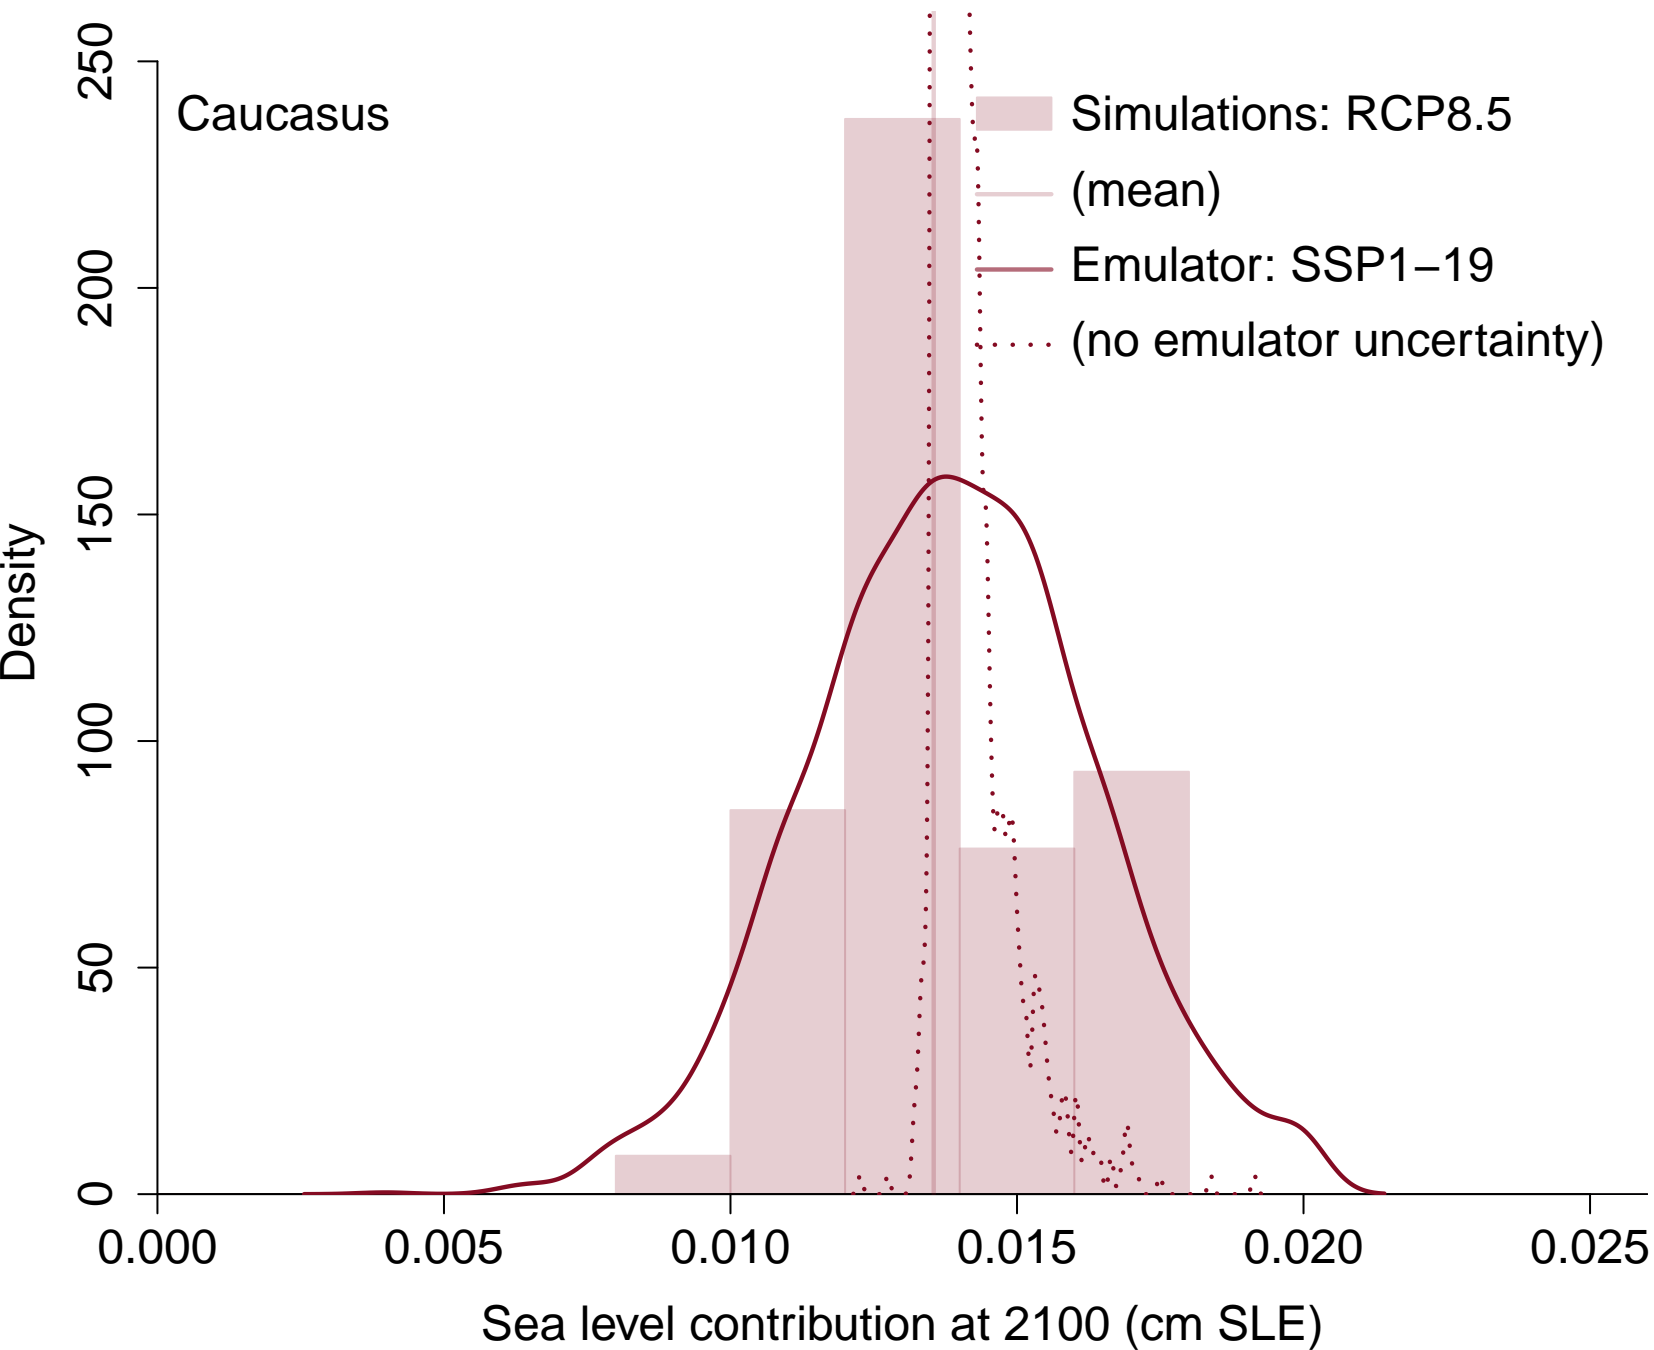 Caucasus
Simulations: RCP8.5
(mean)
Emulator: SSP1−19
(no emulator uncertainty)
Density
250
200
150
100
50
0
0.000 0.005 0.010 0.015 0.020 0.025
Sea level contribution at 2100 (cm SLE)